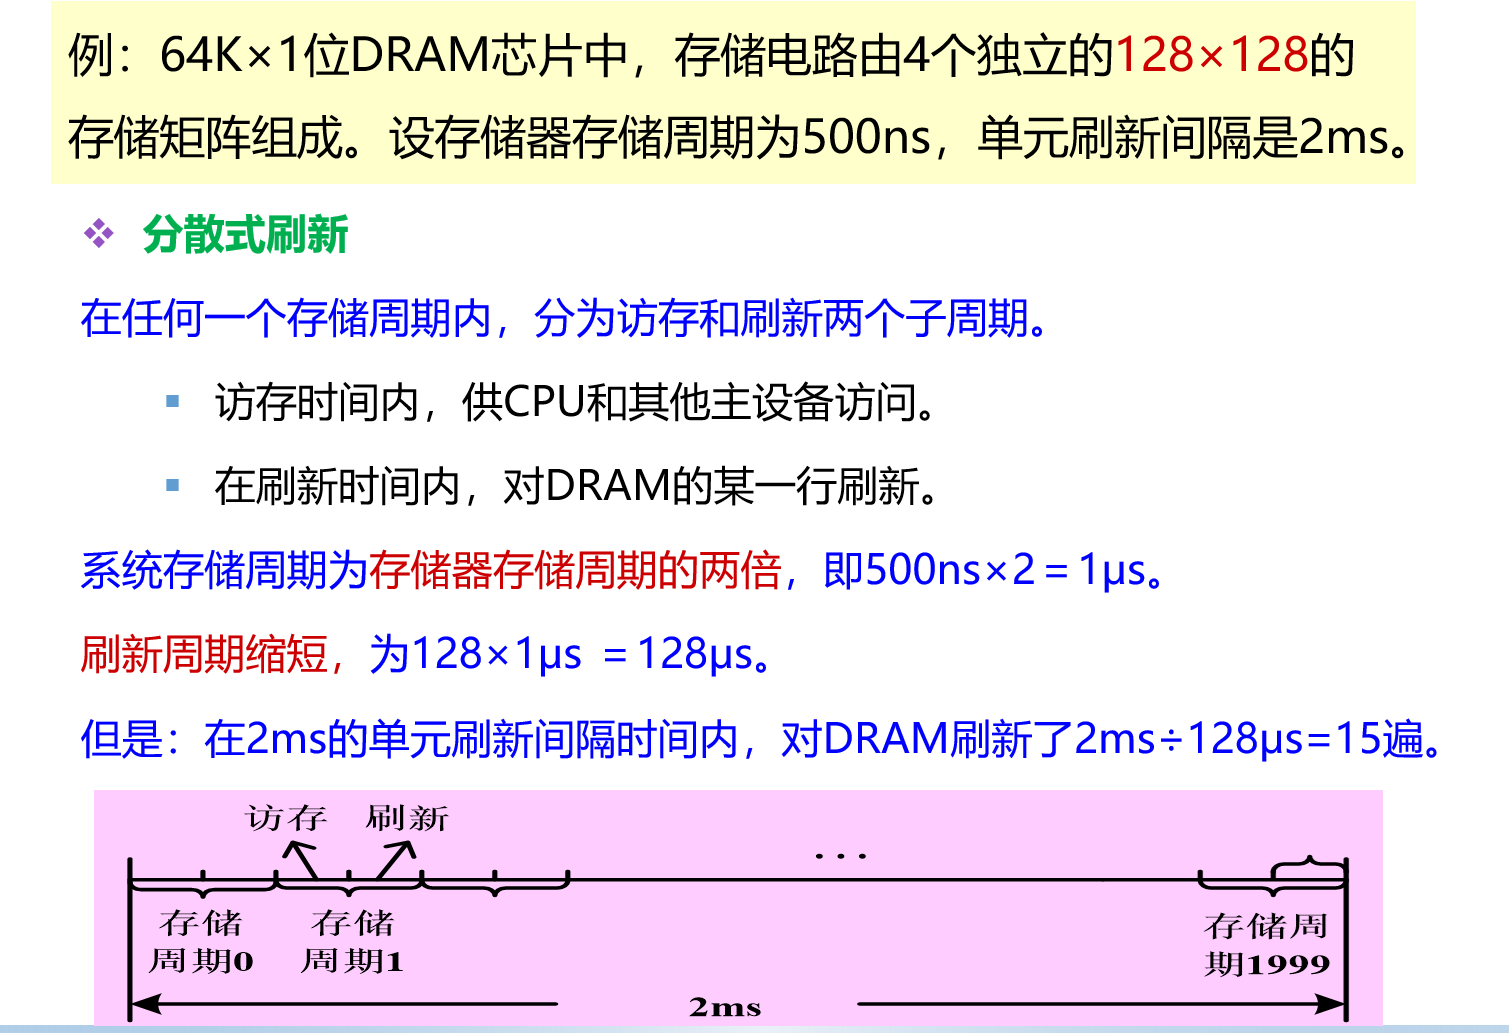 例：64K×1位DRAM芯片中，存储电路由4个独立的128×128的
存储矩阵组成。设存储器存储周期为500ns，单元刷新间隔是2ms。
❖ 分散式刷新
在任何一个存储周期内，分为访存和刷新两个子周期。
▪ 访存时间内，供CPU和其他主设备访问。
▪ 在刷新时间内，对DRAM的某一行刷新。
系统存储周期为存储器存储周期的两倍，即500ns×2＝1μs。
刷新周期缩短，为128×1μs ＝128μs。
但是：在2ms的单元刷新间隔时间内，对DRAM刷新了2ms÷128μs=15遍。
访存 刷新
···
存储 存储 存储周
周期0 周期1 期1999
2ms